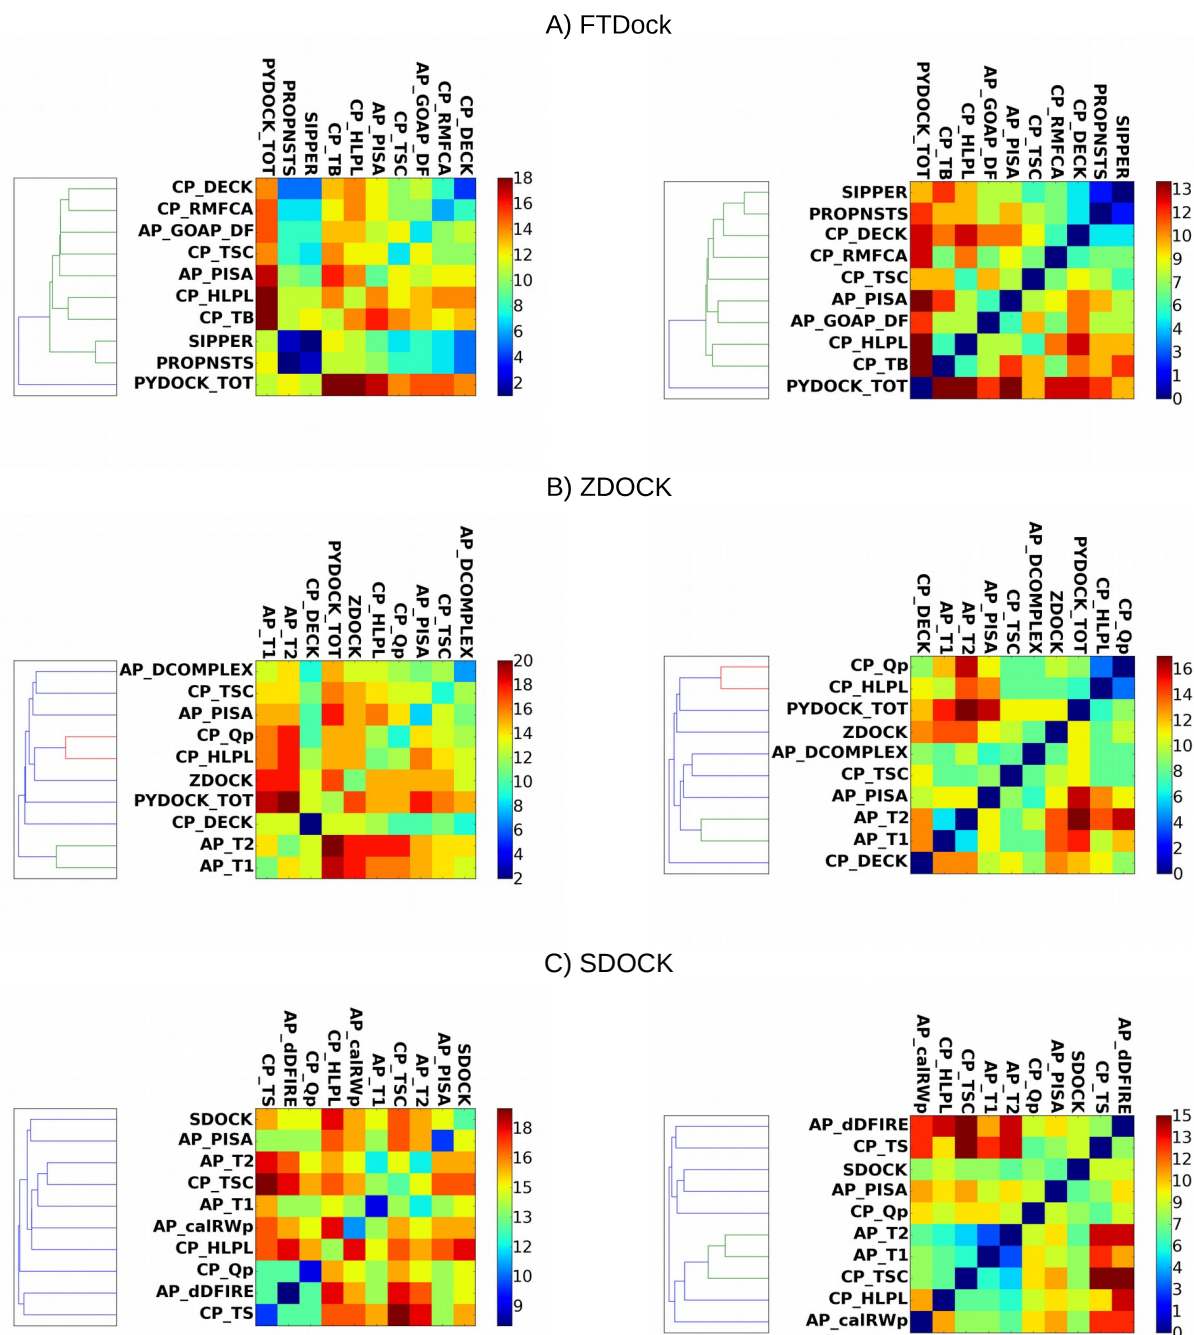 A) FTDock
PYDOCK_TOT
PROPNSTS
SIPPER
CP_TB
CP_HLPL
AP_PISA
CP_TSC
AP_GOAP_DF
CP_RMFCA
CP_DECK
CP_DECK
CP_RMFCA
AP_GOAP_DF
CP_TSC
AP_PISA
CP_HLPL
CP_TB
SIPPER
PROPNSTS
PYDOCK_TOT
18
16
14
12
10
8
6
4
2
PYDOCK_TOT
CP_TB
CP_HLPL
AP_GOAP_DF
AP_PISA
CP_TSC
CP_RMFCA
CP_DECK
PROPNSTS
SIPPER
SIPPER
PROPNSTS
CP_DECK
CP_RMFCA
CP_TSC
AP_PISA
AP_GOAP_DF
CP_HLPL
CP_TB
PYDOCK_TOT
13
12
10
9
7
6
4
3
1
0
B) ZDOCK
AP_T1
AP_T2
CP_DECK
PYDOCK_TOT
ZDOCK
CP_HLPL
CP_Qp
AP_PISA
CP_TSC
AP_DCOMPLEX
AP_DCOMPLEX
CP_TSC
AP_PISA
CP_Qp
CP_HLPL
ZDOCK
PYDOCK_TOT
CP_DECK
AP_T2
AP_T1
20
18
16
14
12
10
8
6
4
2
CP_DECK
AP_T1
AP_T2
AP_PISA
CP_TSC
AP_DCOMPLEX
ZDOCK
PYDOCK_TOT
CP_HLPL
CP_Qp
CP_Qp
CP_HLPL
PYDOCK_TOT
ZDOCK
AP_DCOMPLEX
CP_TSC
AP_PISA
AP_T2
AP_T1
CP_DECK
16
14
12
10
8
6
4
2
0
C) SDOCK
CP_TS
AP_dDFIRE
CP_Qp
CP_HLPL
AP_calRWp
AP_T1
CP_TSC
AP_T2
AP_PISA
SDOCK
SDOCK
AP_PISA
AP_T2
CP_TSC
AP_T1
AP_calRWp
CP_HLPL
CP_Qp
AP_dDFIRE
CP_TS
18
16
15
13
12
10
9
AP_calRWp
CP_HLPL
CP_TSC
AP_T1
AP_T2
CP_Qp
AP_PISA
SDOCK
CP_TS
AP_dDFIRE
AP_dDFIRE
CP_TS
SDOCK
AP_PISA
CP_Qp
AP_T2
AP_T1
CP_TSC
CP_HLPL
AP_calRWp
15
13
12
10
9
7
6
4
3
1
0